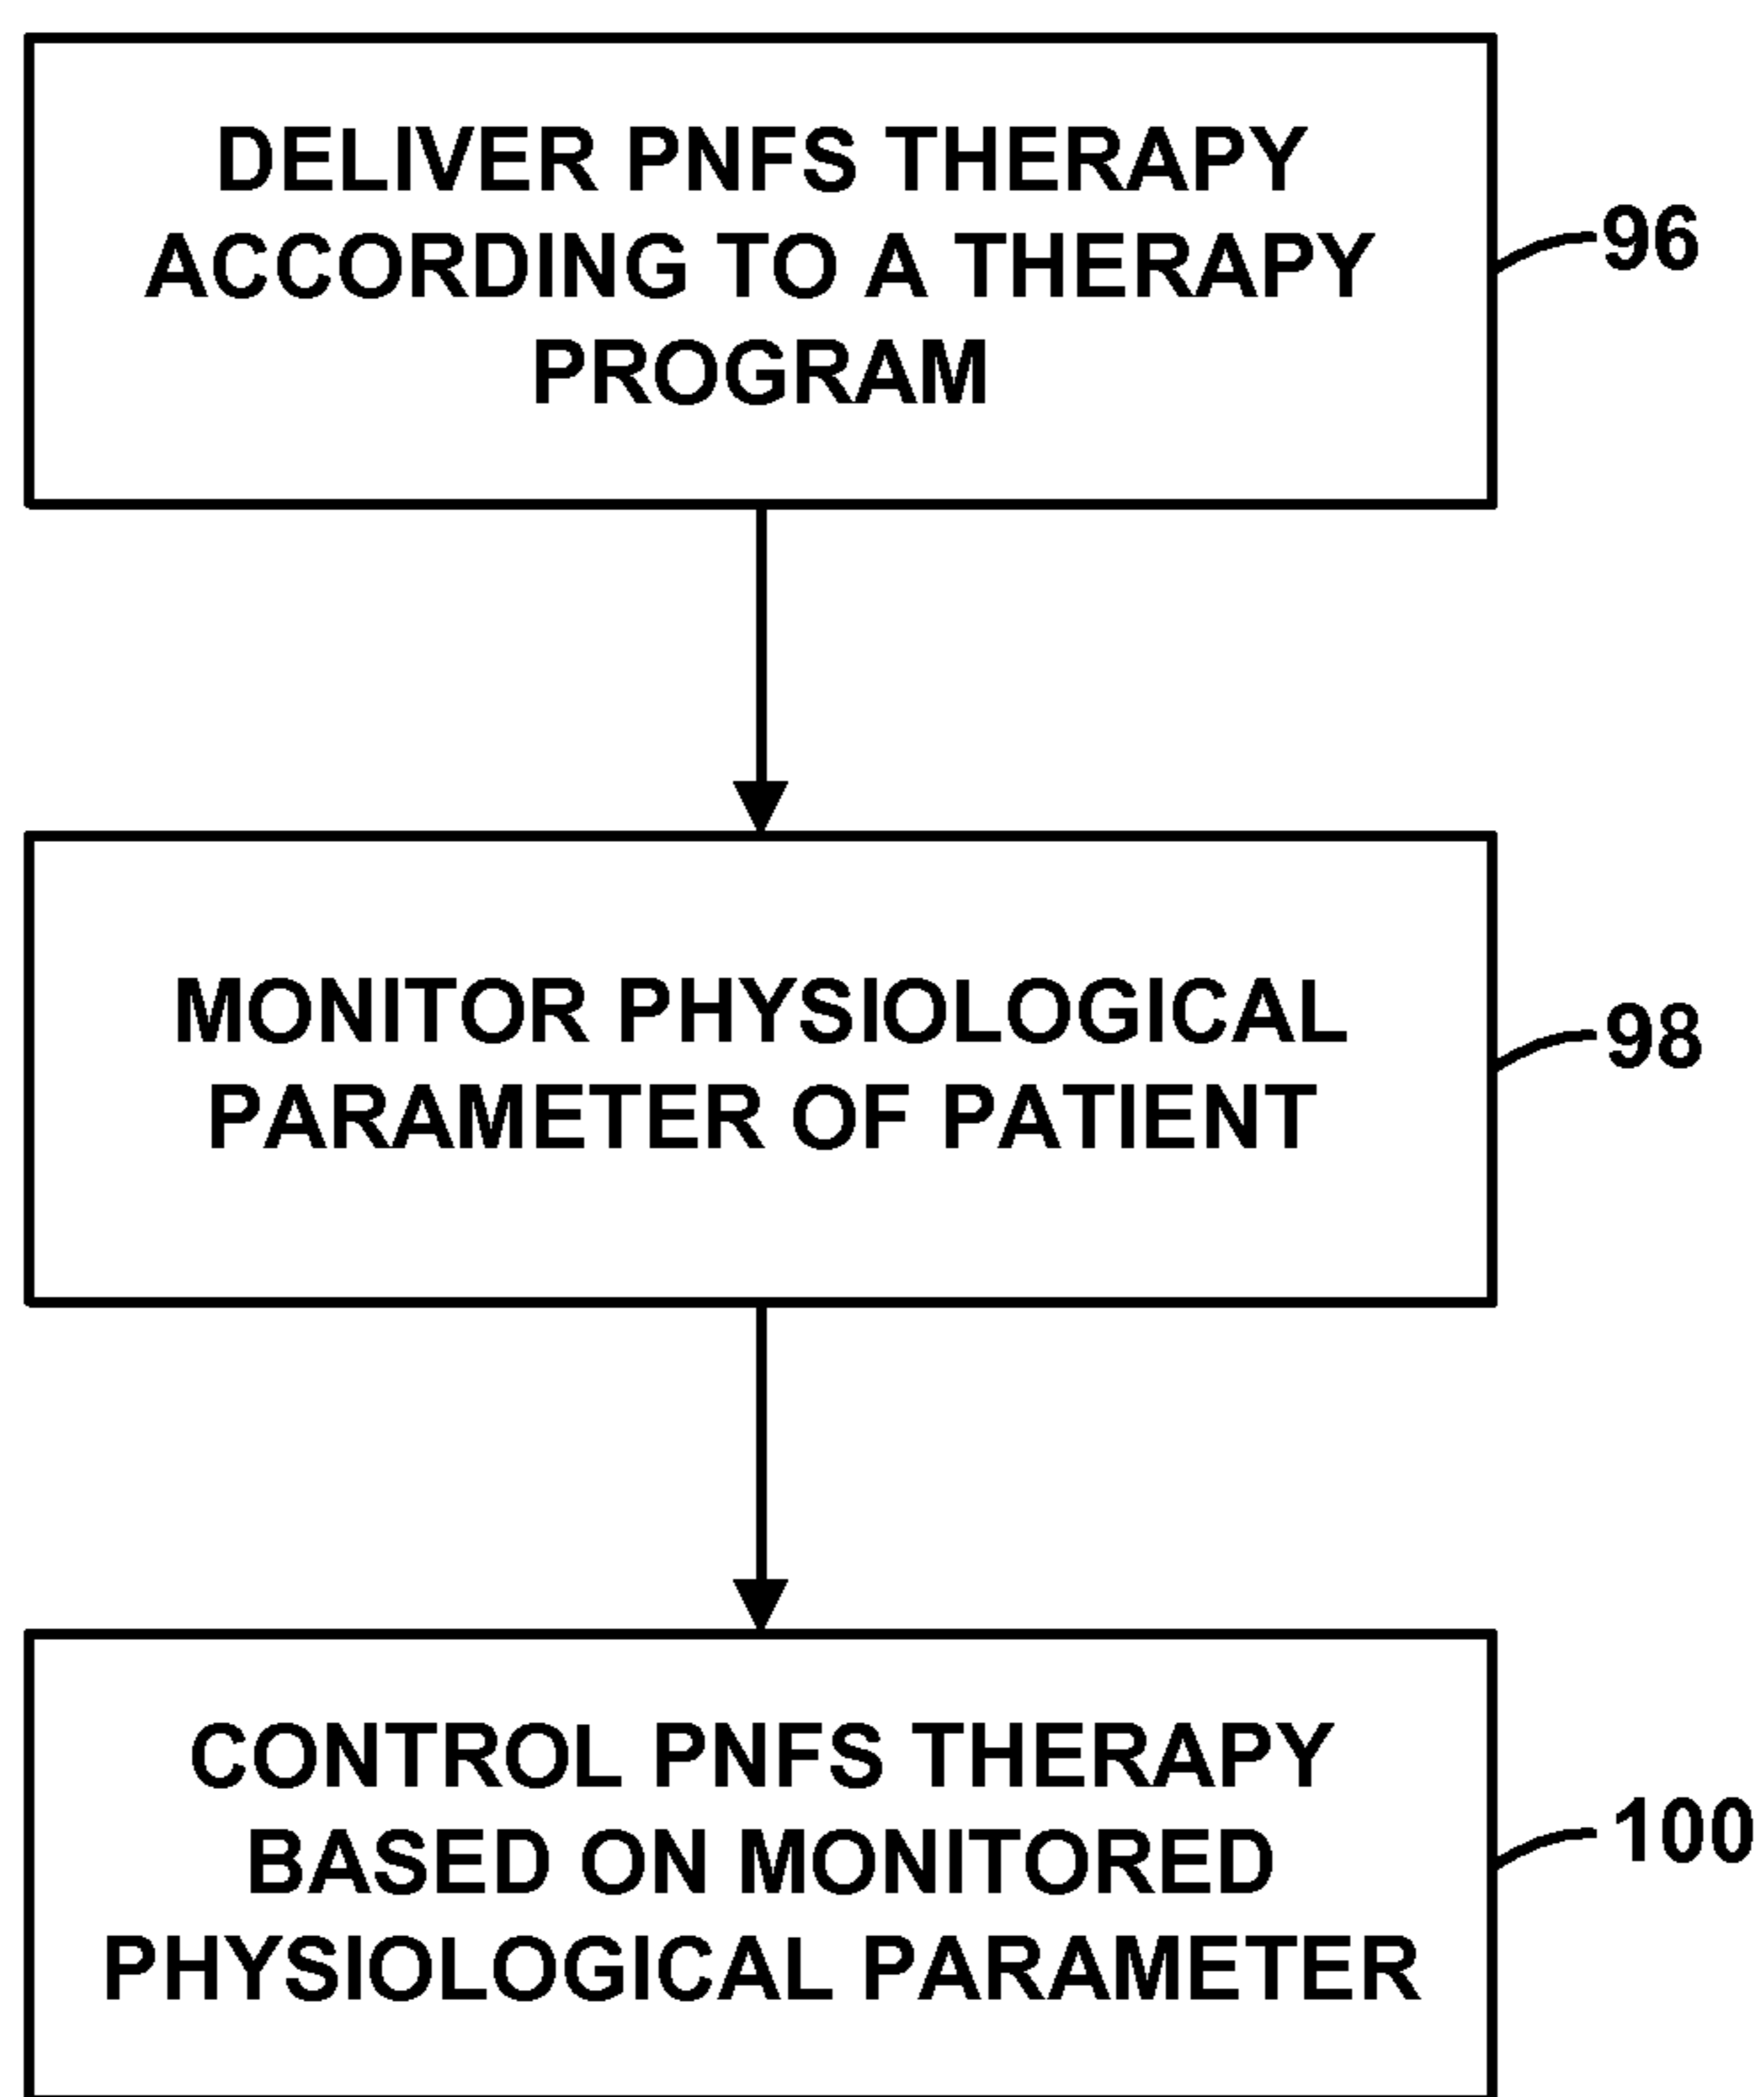 DELIVER PNFS THERAPY
ACCORDING TO A THERAPY
PROGRAM
96
MONITOR PHYSIOLOGICAL
PARAMETER OF PATIENT
98
CONTROL PNFS THERAPY
BASED ON MONITORED
PHYSIOLOGICAL PARAMETER
100